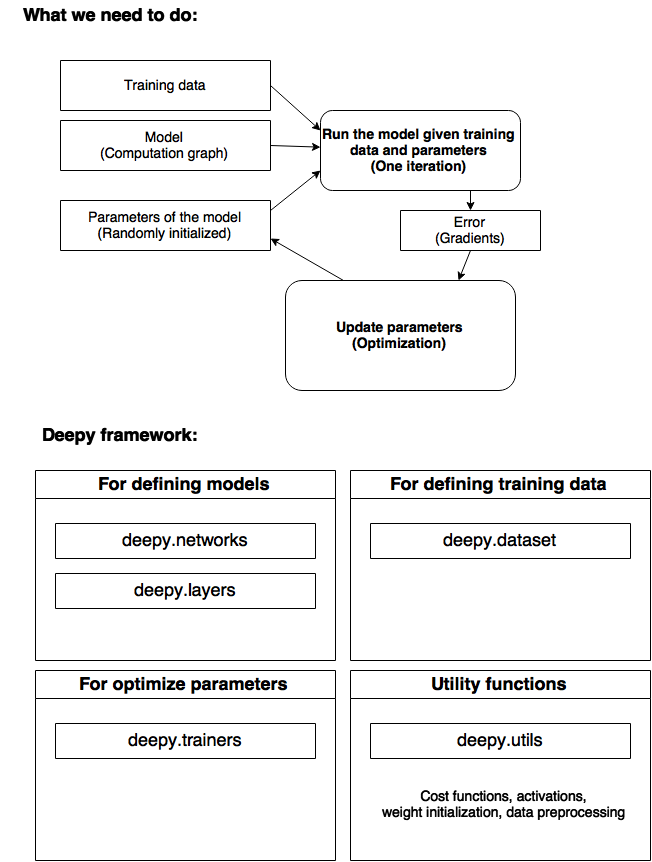 What we need to do:
Training data
Model
(Computation graph)
Run the model given training
data and parameters
(One iteration)
Parameters of the model
(Randomly initialized)
Error
(Gradients)
Update parameters
(Optimization)
Deepy framework:
For defining models
deepy.networks
deepy.layers
For defining training data
deepy.dataset
For optimize parameters
deepy.trainers
Utility functions
deepy.utils
Cost functions, activations,
weight initialization, data preprocessing